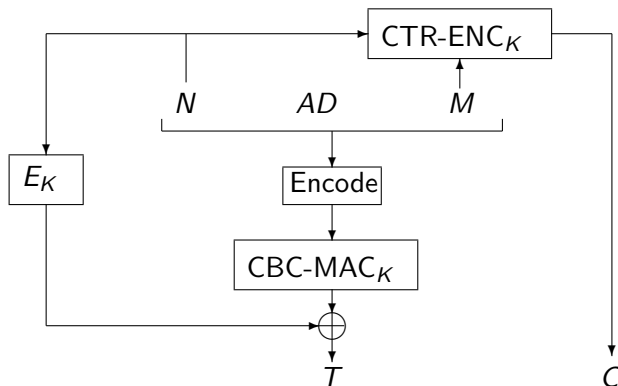 CTR-ENC_K
N AD M
E_K
Encode
CBC-MAC_K
T C